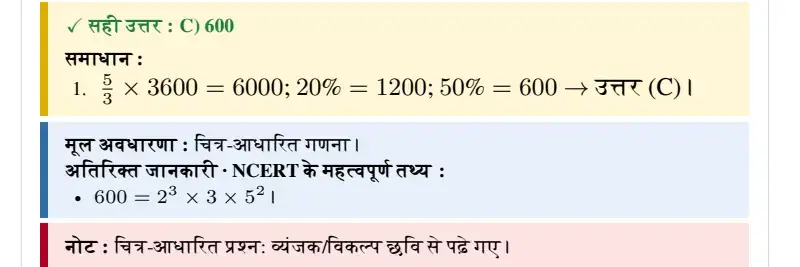 ✓ सही उत्तर : C) 600
समाधान :
1. 5/3 × 3600 = 6000; 20% = 1200; 50% = 600 → उत्तर (C)।
मूल अवधारणा : चित्र-आधारित गणना।
अतिरिक्त जानकारी · NCERT के महत्वपूर्ण तथ्य :
• 600 = 2³ × 3 × 5²।
नोट : चित्र-आधारित प्रश्न: व्यंजक/विकल्प छवि से पढ़े गए।